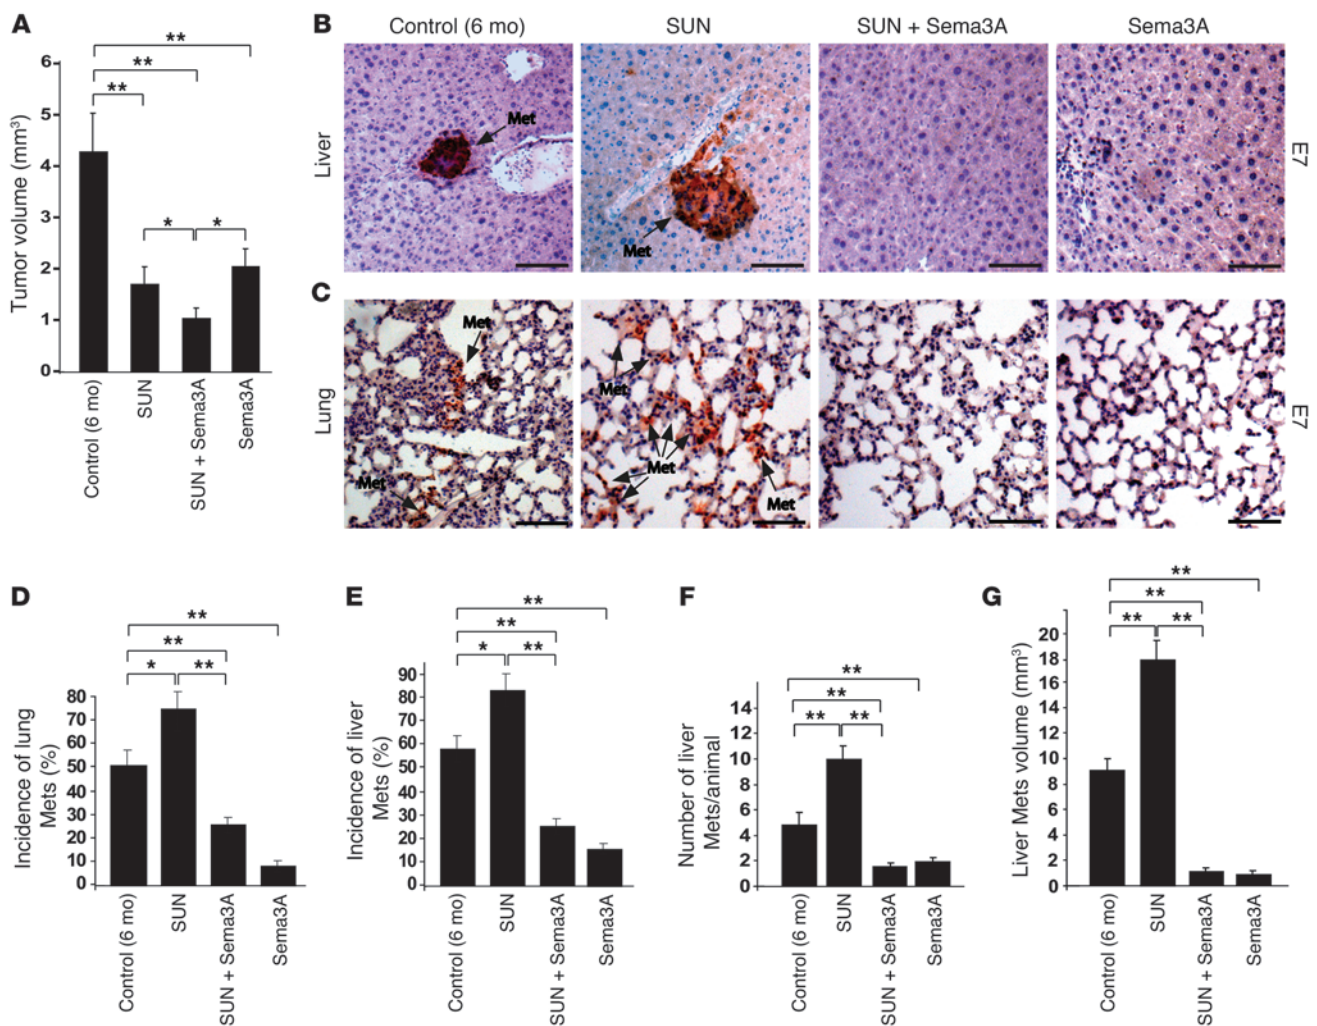 A
**
**
**
*
*
Tumor volume (mm³)
6
5
4
3
2
1
0
Control (6 mo)
SUN
SUN + Sema3A
Sema3A
B
Control (6 mo)
SUN
SUN + Sema3A
Sema3A
Liver
Met
Met
E7
C
Lung
Met
Met
Met
Met
Met
E7
D
**
**
*
**
Incidence of lung
Mets (%)
80
70
60
50
40
30
20
10
0
Control (6 mo)
SUN
SUN + Sema3A
Sema3A
E
**
**
*
**
Incidence of liver
Mets (%)
90
80
70
60
50
40
30
20
10
0
Control (6 mo)
SUN
SUN + Sema3A
Sema3A
F
**
**
**
**
Number of liver
Mets/animal
14
12
10
8
6
4
2
0
Control (6 mo)
SUN
SUN + Sema3A
Sema3A
G
**
**
**
**
Liver Mets volume (mm³)
20
18
16
14
12
10
8
6
4
2
0
Control (6 mo)
SUN
SUN + Sema3A
Sema3A